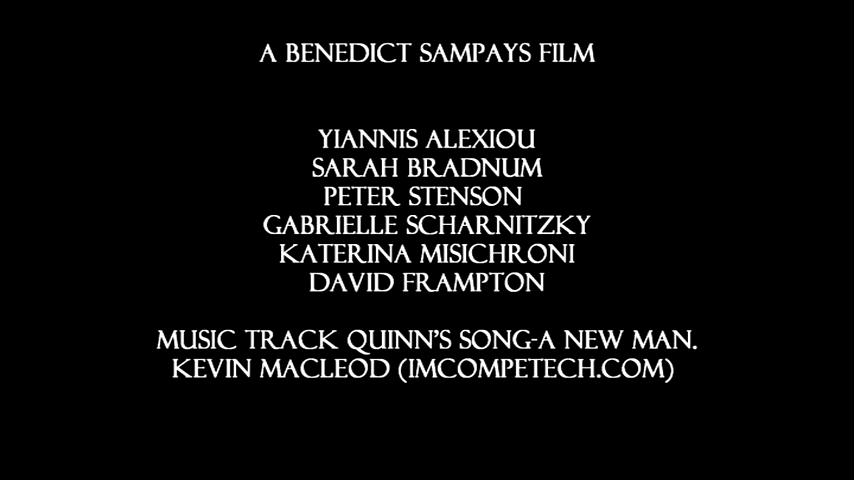 A BENEDICT SAMPAYS FILM
YIANNIS ALEXIOU
SARAH BRADNUM
PETER STENSON
GABRIELLE SCHARNITZKY
KATERINA MISICHRONI
DAVID FRAMPTON
MUSIC TRACK QUINN'S SONG-A NEW MAN.
KEVIN MACLEOD (IMCOMPETECH.COM)